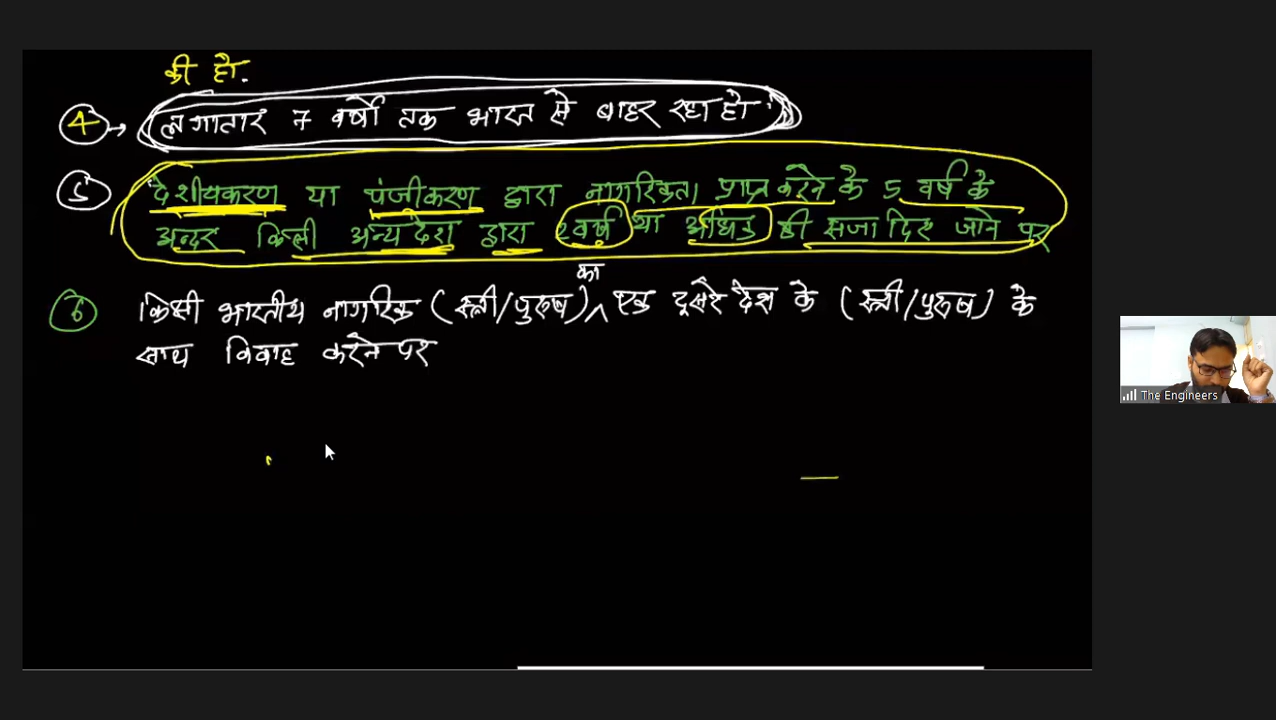 की हो.
④→ लगातार 7 वर्षो तक भारत से बाहर रहा हो
⑤ देशीयकरण या पंजीकरण द्वारा नागरिकता प्राप्त करने के 5 वर्ष के
अन्दर किसी अन्य देश द्वारा 2 वर्ष या अधिक की सजा दिए जाने पर
का
⑥ किसी भारतीय नागरिक (स्त्री/पुरुष) ^ एक दूसरे देश के (स्त्री/पुरुष) के
साथ विवाह करने पर
The Engineers